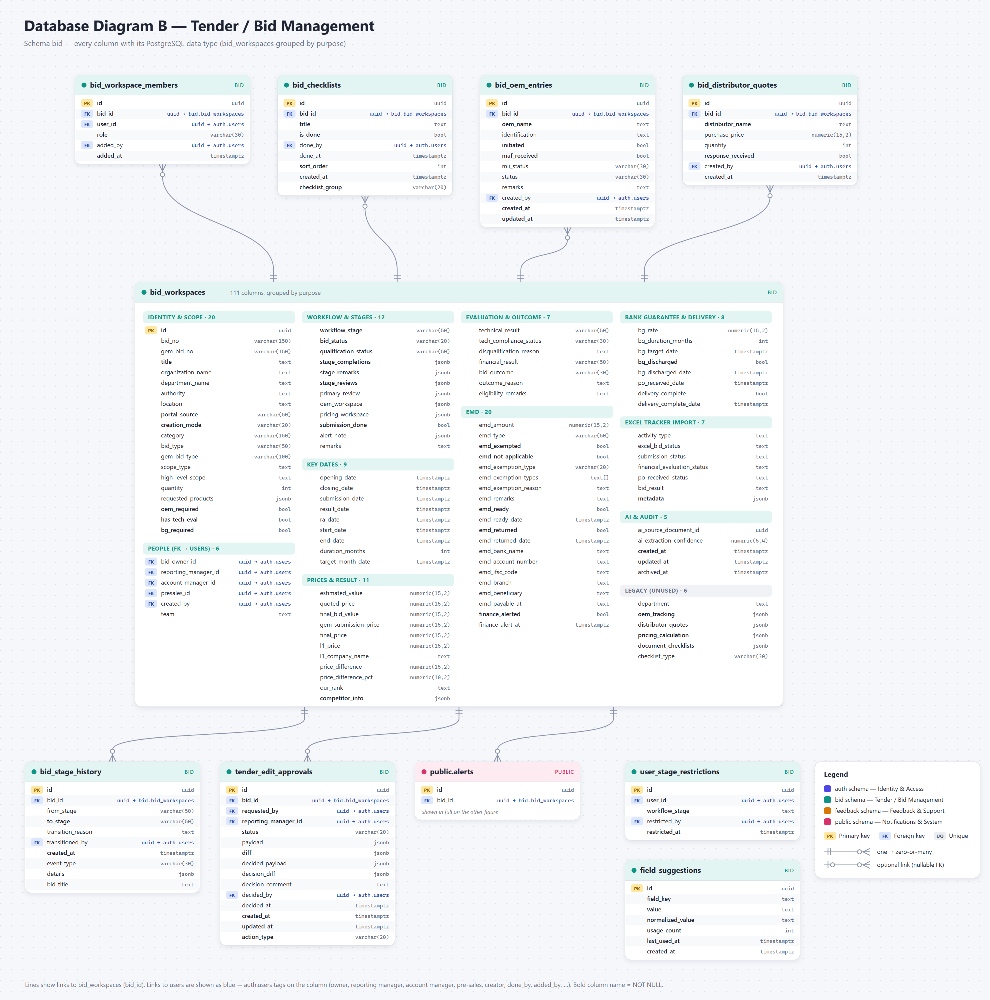 Database Diagram B — Tender / Bid Management
Schema bid — every column with its PostgreSQL data type (bid_workspaces grouped by purpose)
bid_workspace_members BID
PK id uuid
FK bid_id uuid → bid.bid_workspaces
FK user_id uuid → auth.users
role varchar(30)
FK added_by uuid → auth.users
added_at timestamptz
bid_checklists BID
PK id uuid
FK bid_id uuid → bid.bid_workspaces
title text
is_done bool
FK done_by uuid → auth.users
done_at timestamptz
sort_order int
created_at timestamptz
checklist_group varchar(20)
bid_oem_entries BID
PK id uuid
FK bid_id uuid → bid.bid_workspaces
oem_name text
identification text
initiated bool
maf_received bool
mii_status varchar(30)
status varchar(30)
remarks text
FK created_by uuid → auth.users
created_at timestamptz
updated_at timestamptz
bid_distributor_quotes BID
PK id uuid
FK bid_id uuid → bid.bid_workspaces
distributor_name text
purchase_price numeric(15,2)
quantity int
response_received bool
FK created_by uuid → auth.users
created_at timestamptz
bid_workspaces 111 columns, grouped by purpose BID
IDENTITY & SCOPE · 20
PK id uuid
bid_no varchar(150)
gem_bid_no varchar(150)
title text
organization_name text
department_name text
authority text
location text
portal_source varchar(50)
creation_mode varchar(20)
category varchar(150)
bid_type varchar(50)
gem_bid_type varchar(100)
scope_type text
high_level_scope text
quantity int
requested_products jsonb
oem_required bool
has_tech_eval bool
bg_required bool
PEOPLE (FK → USERS) · 6
FK bid_owner_id uuid → auth.users
FK reporting_manager_id uuid → auth.users
FK account_manager_id uuid → auth.users
FK presales_id uuid → auth.users
FK created_by uuid → auth.users
team text
WORKFLOW & STAGES · 12
workflow_stage varchar(50)
bid_status varchar(20)
qualification_status varchar(50)
stage_completions jsonb
stage_remarks jsonb
stage_reviews jsonb
primary_review jsonb
oem_workspace jsonb
pricing_workspace jsonb
submission_done bool
alert_note jsonb
remarks text
KEY DATES · 9
opening_date timestamptz
closing_date timestamptz
submission_date timestamptz
result_date timestamptz
ra_date timestamptz
start_date timestamptz
end_date timestamptz
duration_months int
target_month_date timestamptz
PRICES & RESULT · 11
estimated_value numeric(15,2)
quoted_price numeric(15,2)
final_bid_value numeric(15,2)
gem_submission_price numeric(15,2)
final_price numeric(15,2)
l1_price numeric(15,2)
l1_company_name text
price_difference numeric(15,2)
price_difference_pct numeric(10,2)
our_rank text
competitor_info jsonb
EVALUATION & OUTCOME · 7
technical_result varchar(50)
tech_compliance_status varchar(30)
disqualification_reason text
financial_result varchar(50)
bid_outcome varchar(30)
outcome_reason text
eligibility_remarks text
EMD · 20
emd_amount numeric(15,2)
emd_type varchar(50)
emd_exempted bool
emd_not_applicable bool
emd_exemption_type varchar(20)
emd_exemption_types text[]
emd_exemption_reason text
emd_remarks text
emd_ready bool
emd_ready_date timestamptz
emd_returned bool
emd_returned_date timestamptz
emd_bank_name text
emd_account_number text
emd_ifsc_code text
emd_branch text
emd_beneficiary text
emd_payable_at text
finance_alerted bool
finance_alert_at timestamptz
BANK GUARANTEE & DELIVERY · 8
bg_rate numeric(15,2)
bg_duration_months int
bg_target_date timestamptz
bg_discharged bool
bg_discharged_date timestamptz
po_received_date timestamptz
delivery_complete bool
delivery_complete_date timestamptz
EXCEL TRACKER IMPORT · 7
activity_type text
excel_bid_status text
submission_status text
financial_evaluation_status text
po_received_status text
bid_result text
metadata jsonb
AI & AUDIT · 5
ai_source_document_id uuid
ai_extraction_confidence numeric(5,4)
created_at timestamptz
updated_at timestamptz
archived_at timestamptz
LEGACY (UNUSED) · 6
department text
oem_tracking jsonb
distributor_quotes jsonb
pricing_calculation jsonb
document_checklists jsonb
checklist_type varchar(30)
bid_stage_history BID
PK id uuid
FK bid_id uuid → bid.bid_workspaces
from_stage varchar(50)
to_stage varchar(50)
transition_reason text
FK transitioned_by uuid → auth.users
created_at timestamptz
event_type varchar(30)
details jsonb
bid_title text
tender_edit_approvals BID
PK id uuid
FK bid_id uuid → bid.bid_workspaces
FK requested_by uuid → auth.users
FK reporting_manager_id uuid → auth.users
status varchar(20)
payload jsonb
diff jsonb
decided_payload jsonb
decision_diff jsonb
decision_comment text
FK decided_by uuid → auth.users
decided_at timestamptz
created_at timestamptz
updated_at timestamptz
action_type varchar(20)
public.alerts PUBLIC
PK id uuid
FK bid_id uuid → bid.bid_workspaces
shown in full on the other figure
user_stage_restrictions BID
PK id uuid
FK user_id uuid → auth.users
workflow_stage text
FK restricted_by uuid → auth.users
restricted_at timestamptz
field_suggestions BID
PK id uuid
field_key text
value text
normalized_value text
usage_count int
last_used_at timestamptz
created_at timestamptz
Legend
auth schema — Identity & Access
bid schema — Tender / Bid Management
feedback schema — Feedback & Support
public schema — Notifications & System
PK Primary key FK Foreign key UQ Unique
one → zero-or-many
optional link (nullable FK)
Lines show links to bid_workspaces (bid_id). Links to users are shown as blue → auth.users tags on the column (owner, reporting manager, account manager, pre-sales, creator, done_by, added_by, ...). Bold column name = NOT NULL.